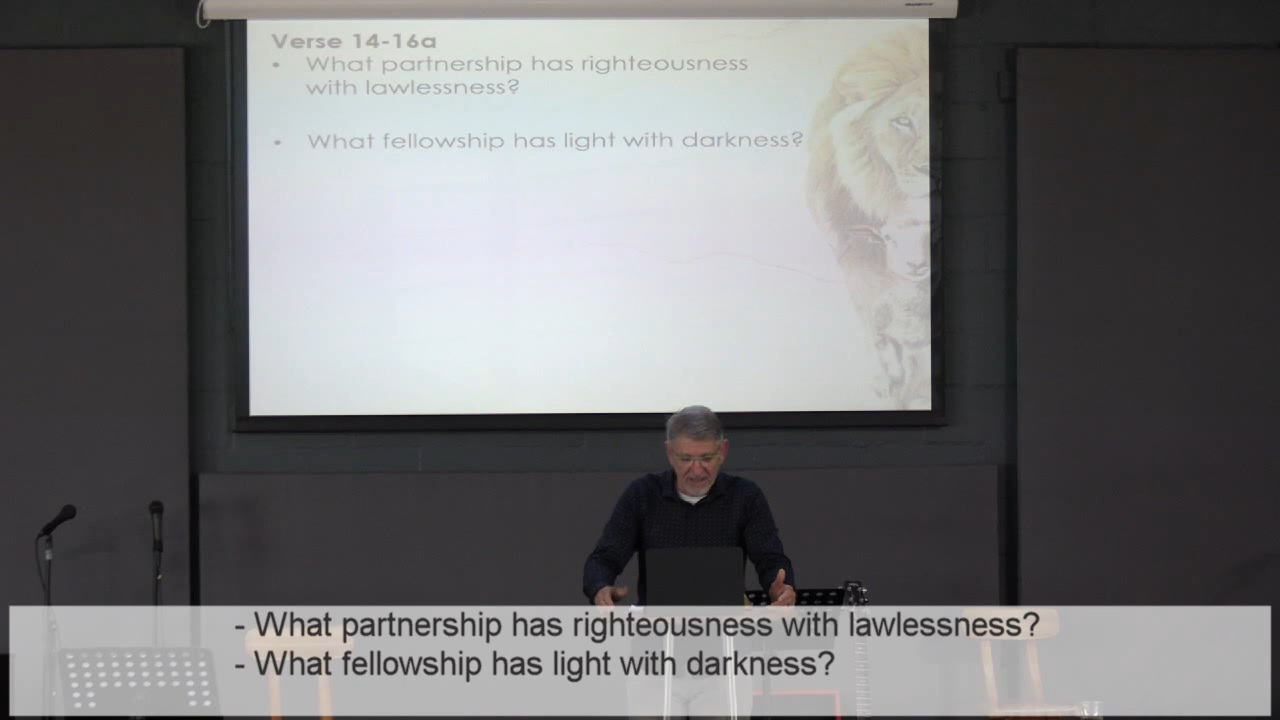 Verse 14-16a
• What partnership has righteousness
with lawlessness?
• What fellowship has light with darkness?
- What partnership has righteousness with lawlessness?
- What fellowship has light with darkness?